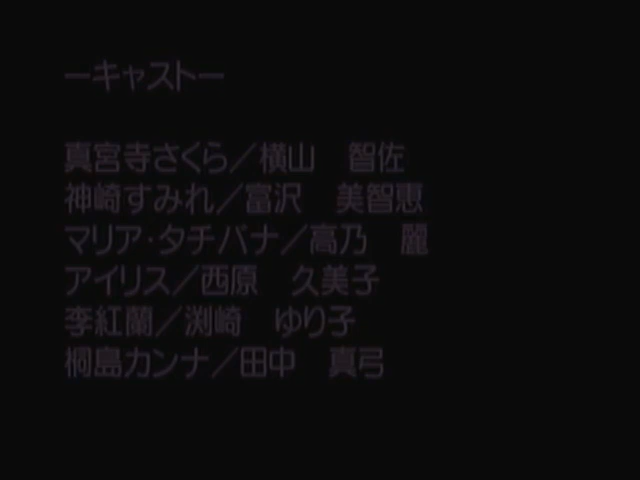 ーキャストー
真宮寺さくら／横山　智佐
神崎すみれ／富沢　美智恵
マリア・タチバナ／高乃　麗
アイリス／西原　久美子
李紅蘭／渕崎　ゆり子
桐島カンナ／田中　真弓